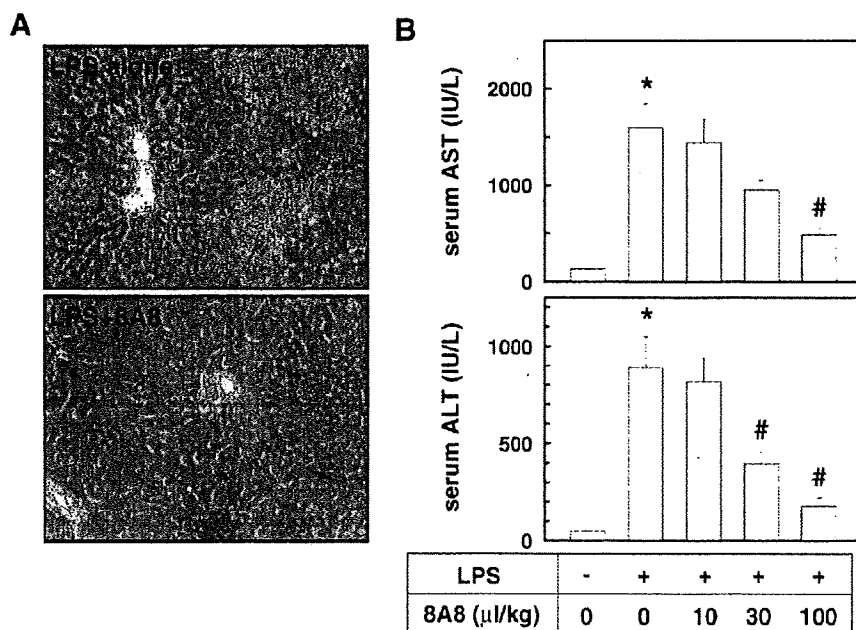 A
LPS alone
LPS+8A8
B
serum AST (IU/L)
2000
1000
0
*
#
serum ALT (IU/L)
1000
500
0
*
#
#
LPS - + + + +
8A8 (μl/kg) 0 0 10 30 100